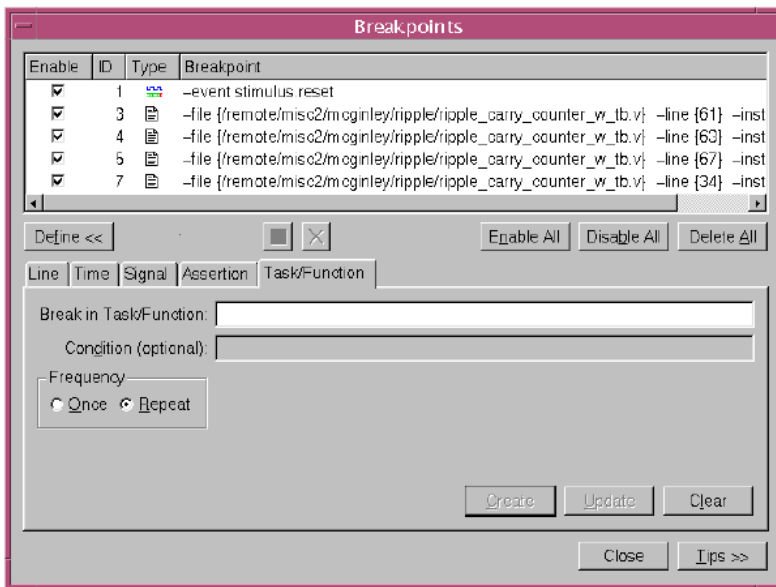 Breakpoints
Enable ID Type Breakpoint
1 –event stimulus.reset
3 –file {/remote/misc2/mcginley/ripple/ripple_carry_counter_w_tb.v} –line {61} –inst
4 –file {/remote/misc2/mcginley/ripple/ripple_carry_counter_w_tb.v} –line {63} –inst
5 –file {/remote/misc2/mcginley/ripple/ripple_carry_counter_w_tb.v} –line {67} –inst
7 –file {/remote/misc2/mcginley/ripple/ripple_carry_counter_w_tb.v} –line {34} –inst
Define << Enable All Disable All Delete All
Line Time Signal Assertion Task/Function
Break in Task/Function:
Condition (optional):
Frequency
Once Repeat
Create Update Clear
Close Tips >>